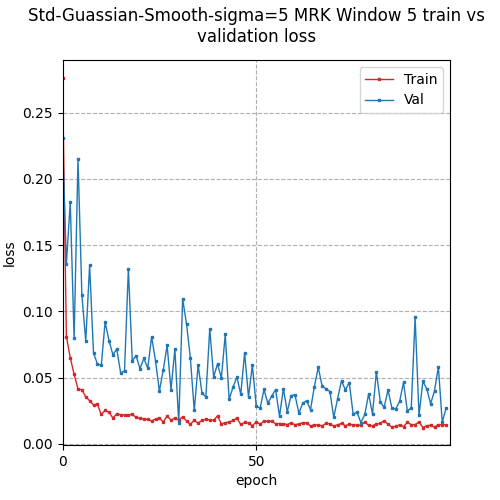 Std-Guassian-Smooth-sigma=5 MRK Window 5 train vs
validation loss
Train
Val
0.25
0.20
0.15
0.10
0.05
0.00
loss
0
50
epoch